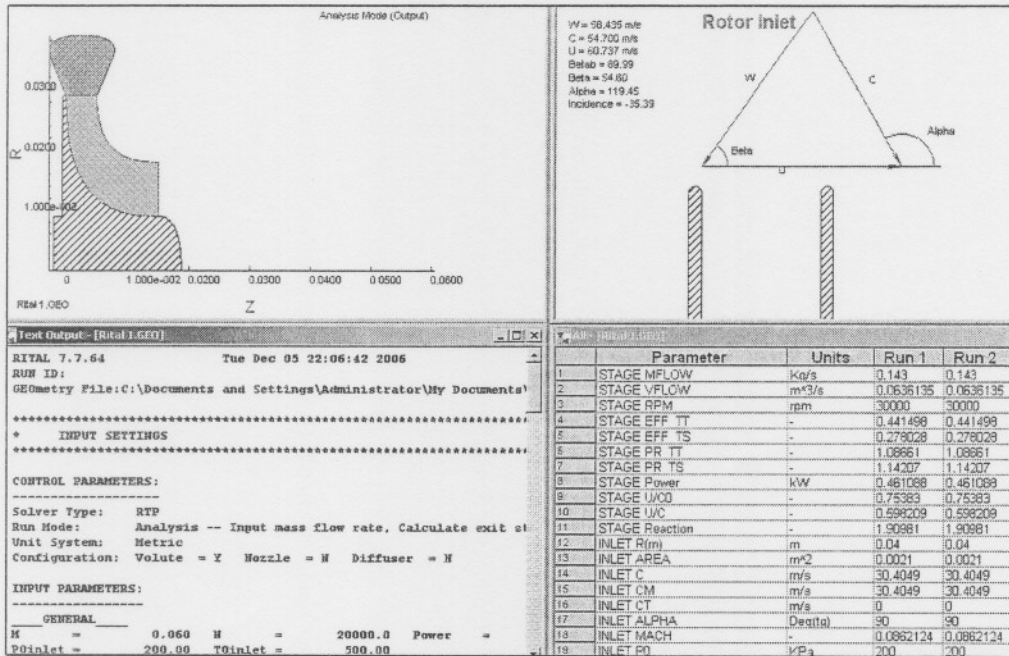 Analysis Mode (Output)
0.0300
0.0200
1.000e-002
R
0 1.000e-002 0.0200 0.0300 0.0400 0.0500 0.0600
Z
Rital 1.GEO
W = 58.435 m/s
C = 54.700 m/s
U = 60.737 m/s
Betab = 89.99
Beta = 54.60
Alpha = 119.45
Incidence = -35.39
Rotor Inlet
W
C
Alpha
Beta
U
Text Output - [Rital 1.GEO]
RITAL 7.7.64 Tue Dec 05 22:06:42 2006
RUN ID:
GEOmetry File:C:\Documents and Settings\Administrator\My Documents\
* INPUT SETTINGS
CONTROL PARAMETERS:
-------------------
Solver Type: RTP
Run Mode: Analysis -- Input mass flow rate, Calculate exit st
Unit System: Metric
Configuration: Volute = Y Nozzle = N Diffuser = N
INPUT PARAMETERS:
-----------------
____GENERAL____
M = 0.060 N = 20000.0 Power =
P0inlet = 200.00 T0inlet = 500.00
All - [Rital 1.GEO]
Parameter Units Run 1 Run 2
1 STAGE MFLOW Kg/s 0.143 0.143
2 STAGE VFLOW m^3/s 0.0636135 0.0636135
3 STAGE RPM rpm 30000 30000
4 STAGE EFF_TT - 0.441498 0.441498
5 STAGE EFF_TS - 0.278028 0.278028
6 STAGE PR_TT - 1.08661 1.08661
7 STAGE PR_TS - 1.14207 1.14207
8 STAGE Power kW 0.461088 0.461088
9 STAGE U/C0 - 0.75383 0.75383
10 STAGE U/C - 0.598209 0.598209
11 STAGE Reaction - 1.90981 1.90981
12 INLET R(m) m 0.04 0.04
13 INLET AREA m^2 0.0021 0.0021
14 INLET C m/s 30.4049 30.4049
15 INLET CM m/s 30.4049 30.4049
16 INLET CT m/s 0 0
17 INLET ALPHA Deg(tg) 90 90
18 INLET MACH - 0.0862124 0.0862124
19 INLET P0 KPa 200 200